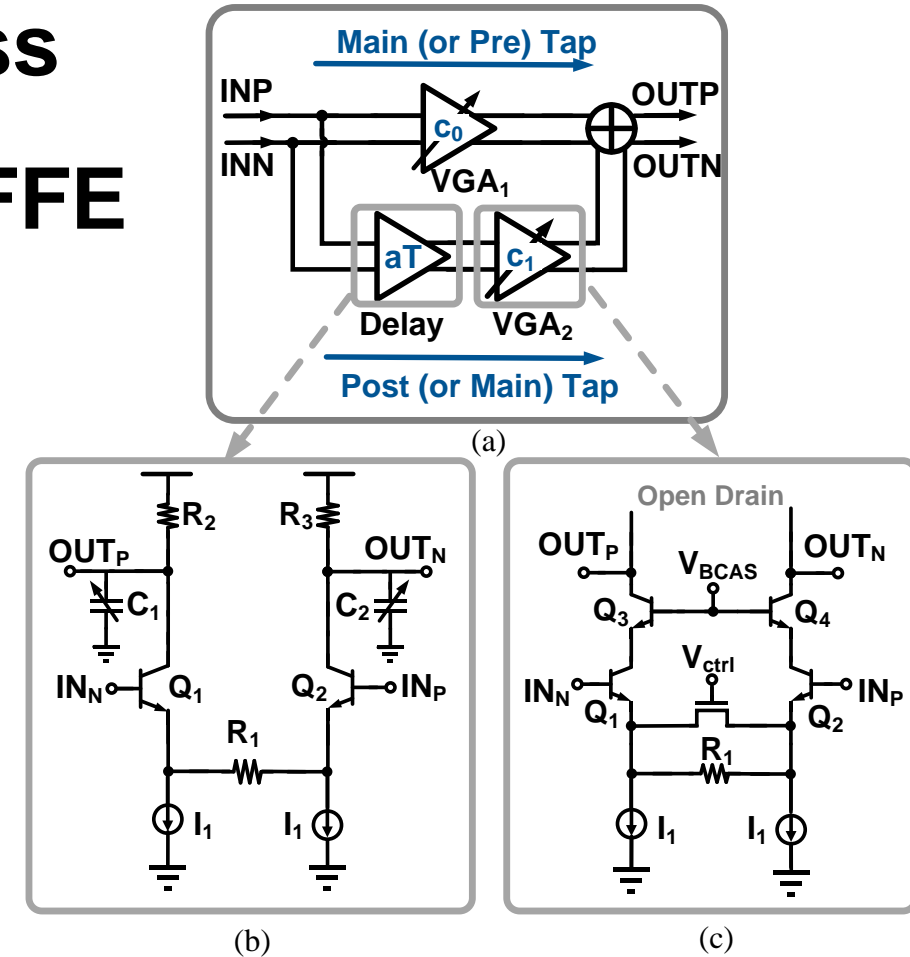 ss
FFE
Main (or Pre) Tap
INP
OUTP
c0
INN
OUTN
VGA1
aT
c1
Delay
VGA2
Post (or Main) Tap
(a)
R2
R3
OUTP
OUTN
C1
C2
INN
Q1
Q2
INP
R1
I1
I1
(b)
Open Drain
OUTP
OUTN
VBCAS
Q3
Q4
Vctrl
INN
INP
Q1
Q2
R1
I1
I1
(c)